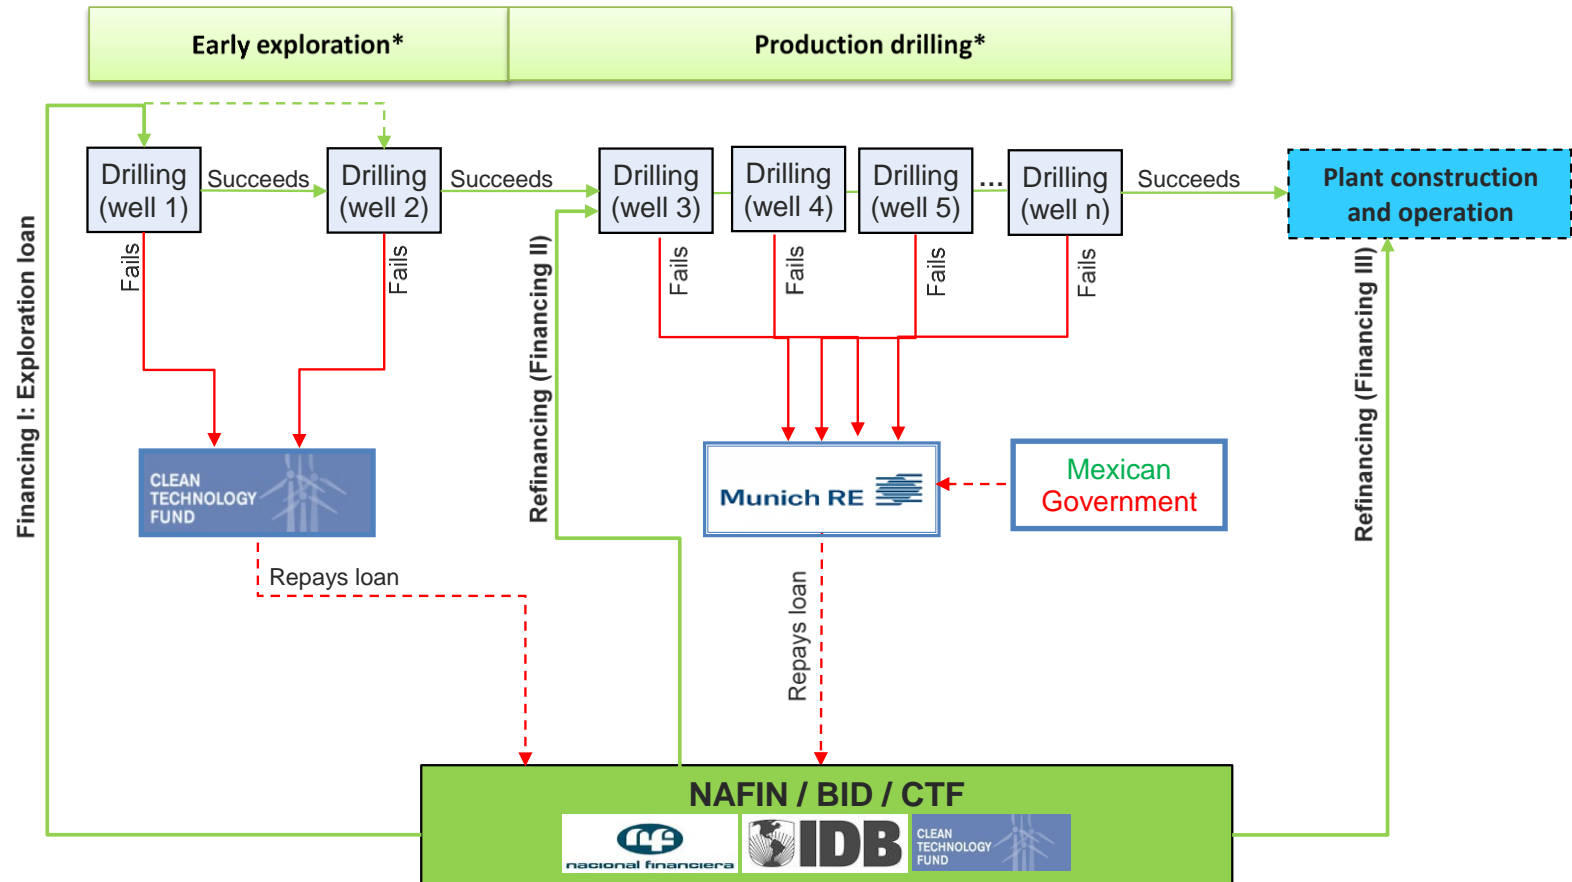 Early exploration*
Production drilling*
Drilling
(well 1)
Succeeds
Drilling
(well 2)
Succeeds
Drilling
(well 3)
Drilling
(well 4)
Drilling
(well 5)
...
Drilling
(well n)
Succeeds
Plant construction
and operation
Fails
Fails
Fails
Fails
Fails
Fails
Financing I: Exploration loan
Refinancing (Financing II)
Refinancing (Financing III)
CLEAN
TECHNOLOGY
FUND
Munich RE
Mexican
Government
Repays loan
Repays loan
NAFIN / BID / CTF
nf
nacional financiera
IDB
CLEAN
TECHNOLOGY
FUND